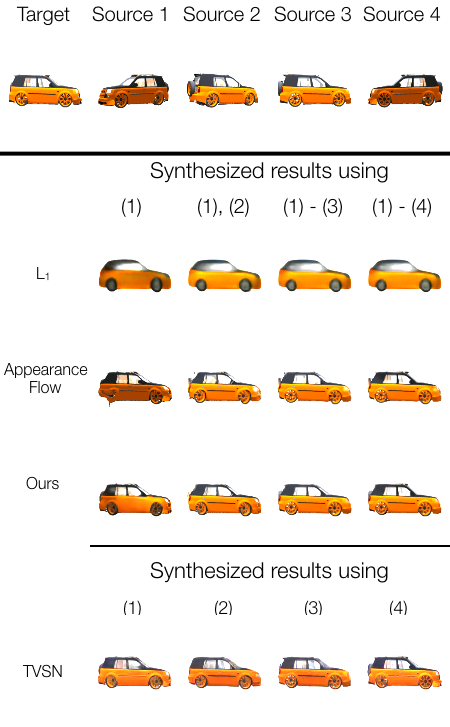 Target Source 1 Source 2 Source 3 Source 4
Synthesized results using
(1) (1), (2) (1) - (3) (1) - (4)
L₁
Appearance
Flow
Ours
Synthesized results using
(1) (2) (3) (4)
TVSN